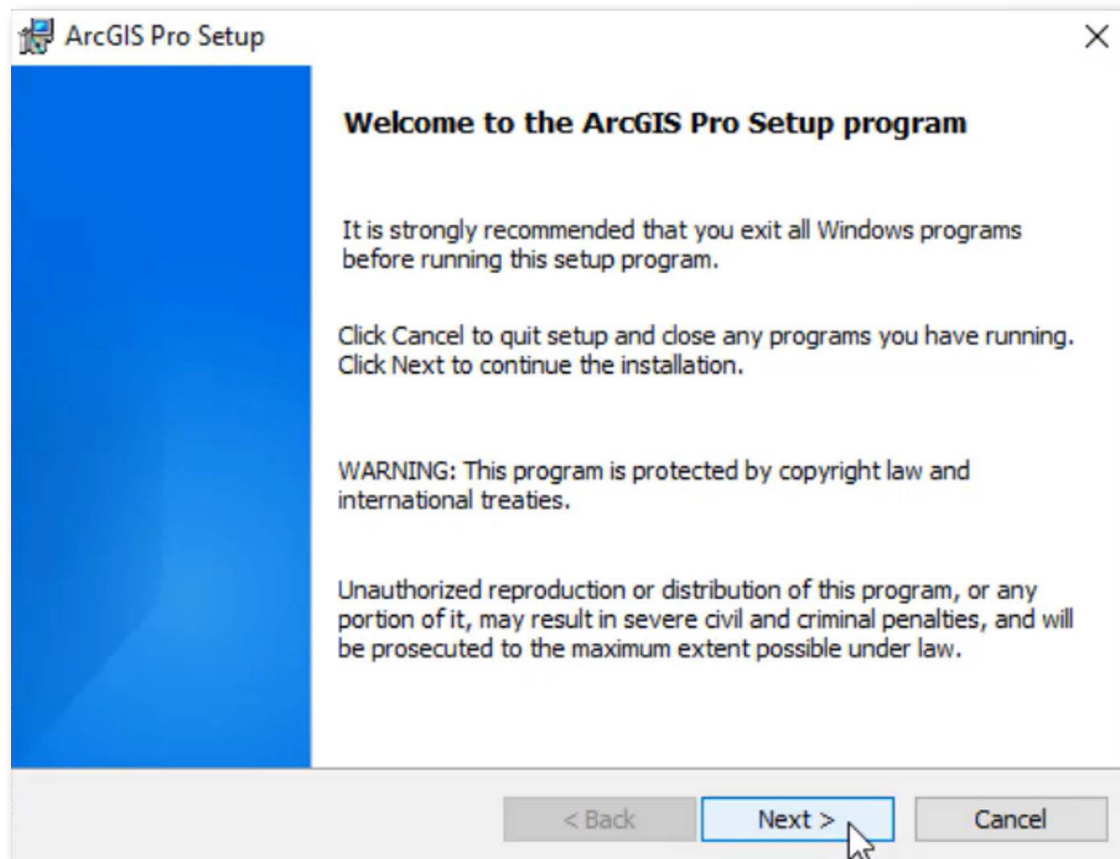 ArcGIS Pro Setup
Welcome to the ArcGIS Pro Setup program
It is strongly recommended that you exit all Windows programs
before running this setup program.
Click Cancel to quit setup and close any programs you have running.
Click Next to continue the installation.
WARNING: This program is protected by copyright law and
international treaties.
Unauthorized reproduction or distribution of this program, or any
portion of it, may result in severe civil and criminal penalties, and will
be prosecuted to the maximum extent possible under law.
< Back Next > Cancel